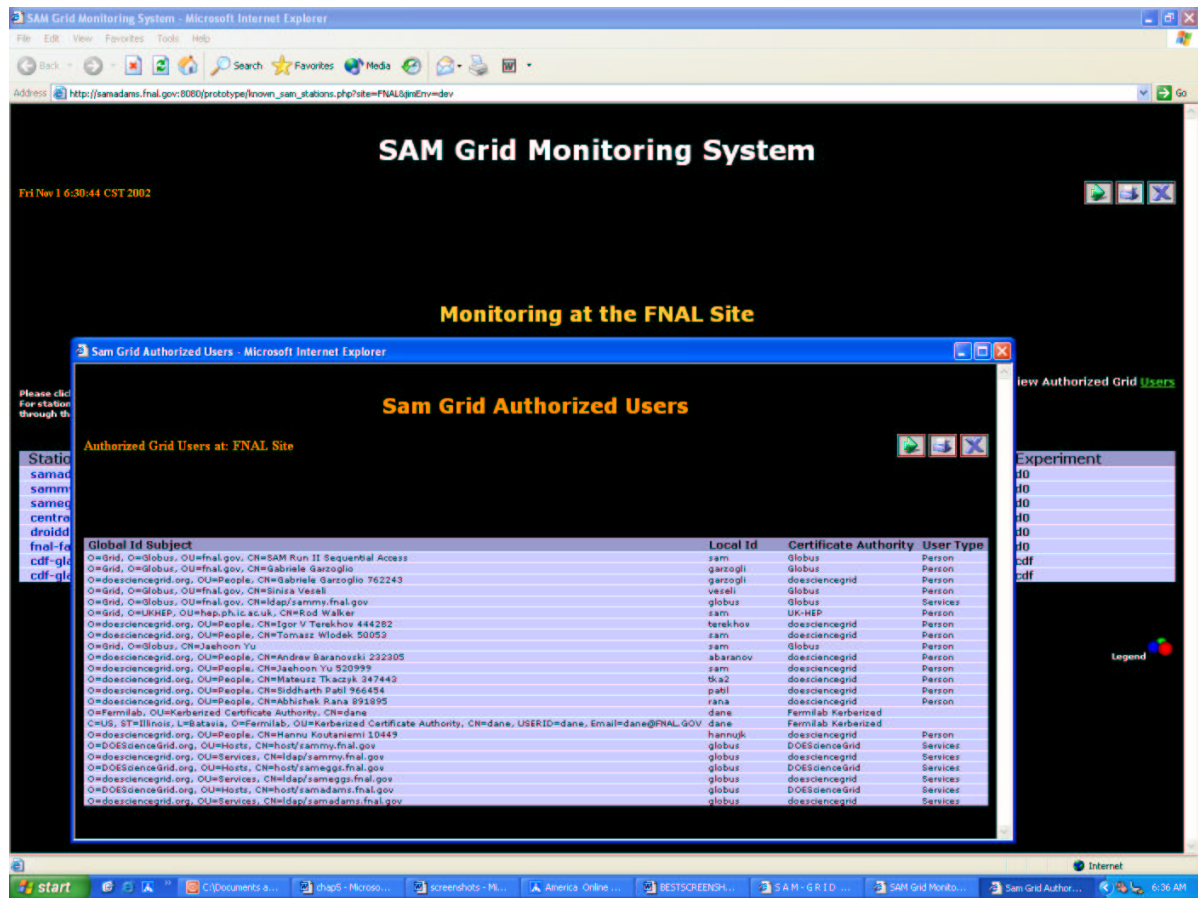 SAM Grid Monitoring System - Microsoft Internet Explorer
File Edit View Favorites Tools Help
Back Search Favorites Media
Address http://samadams.fnal.gov:8080/prototype/known_sam_stations.php?site=FNAL&jimEnv=dev Go
SAM Grid Monitoring System
Fri Nov 1 6:30:44 CST 2002
Monitoring at the FNAL Site
Sam Grid Authorized Users - Microsoft Internet Explorer
iew Authorized Grid Users
Please clic
For station
through th
Sam Grid Authorized Users
Authorized Grid Users at: FNAL Site
Statio Experiment
samad d0
samm d0
sameg d0
centra d0
droidd d0
fnal-fa d0
cdf-gla cdf
cdf-gla cdf
Global Id Subject Local Id Certificate Authority User Type
O=Grid, O=Globus, OU=fnal.gov, CN=SAM Run II Sequential Access sam Globus Person
O=Grid, O=Globus, OU=fnal.gov, CN=Gabriele Garzoglio garzogli Globus Person
O=doesciencegrid.org, OU=People, CN=Gabriele Garzoglio 762243 garzogli doesciencegrid Person
O=Grid, O=Globus, OU=fnal.gov, CN=Sinisa Veseli veseli Globus Person
O=Grid, O=Globus, OU=fnal.gov, CN=ldap/sammy.fnal.gov globus Globus Services
O=Grid, O=UKHEP, OU=hep.ph.ic.ac.uk, CN=Rod Walker sam UK-HEP Person
O=doesciencegrid.org, OU=People, CN=Igor V Terekhov 444282 terekhov doesciencegrid Person
O=doesciencegrid.org, OU=People, CN=Tomasz Wlodek 50053 sam doesciencegrid Person
O=Grid, O=Globus, CN=Jaehoon Yu sam Globus Person
O=doesciencegrid.org, OU=People, CN=Andrew Baranovski 232305 abaranov doesciencegrid Person
O=doesciencegrid.org, OU=People, CN=Jaehoon Yu 520999 sam doesciencegrid Person
O=doesciencegrid.org, OU=People, CN=Mateusz Tkaczyk 347443 tka2 doesciencegrid Person
O=doesciencegrid.org, OU=People, CN=Siddharth Patil 966454 patil doesciencegrid Person
O=doesciencegrid.org, OU=People, CN=Abhishek Rana 891895 rana doesciencegrid Person
O=Fermilab, OU=Kerberized Certificate Authority, CN=dane dane Fermilab Kerberized
C=US, ST=Illinois, L=Batavia, O=Fermilab, OU=Kerberized Certificate Authority, CN=dane, USERID=dane, Email=dane@FNAL.GOV dane Fermilab Kerberized
O=doesciencegrid.org, OU=People, CN=Hannu Koutaniemi 10449 hannujk doesciencegrid Person
O=DOEScienceGrid.org, OU=Hosts, CN=host/sammy.fnal.gov globus DOEScienceGrid Services
O=doesciencegrid.org, OU=Services, CN=ldap/sammy.fnal.gov globus doesciencegrid Services
O=DOEScienceGrid.org, OU=Hosts, CN=host/sameggs.fnal.gov globus DOEScienceGrid Services
O=doesciencegrid.org, OU=Services, CN=ldap/sameggs.fnal.gov globus doesciencegrid Services
O=DOEScienceGrid.org, OU=Hosts, CN=host/samadams.fnal.gov globus DOEScienceGrid Services
O=doesciencegrid.org, OU=Services, CN=ldap/samadams.fnal.gov globus doesciencegrid Services
Legend
Internet
start C:\Documents a... chap5 - Microso... screenshots - Mi... America Online ... BESTSCREENSH... S A M - G R I D ... SAM Grid Monito... Sam Grid Author... 6:36 AM